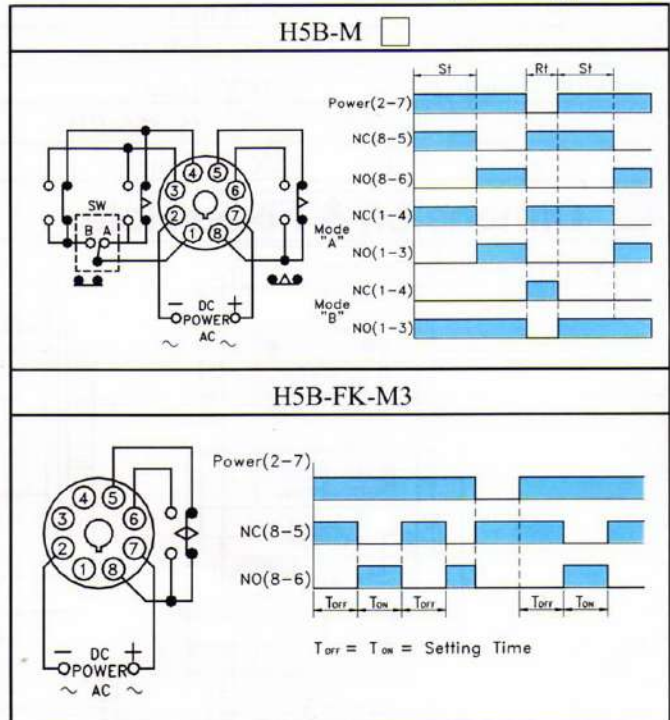 H5B-M
St Rt St
Power(2-7)
NC(8-5)
NO(8-6)
NC(1-4)
Mode "A"
NO(1-3)
NC(1-4)
Mode "B"
NO(1-3)
4 5
3 6
2 7
1 8
SW
B A
− DC +
POWER
∼ AC ∼
H5B-FK-M3
Power(2-7)
NC(8-5)
NO(8-6)
TOFF TON TOFF TOFF TON
TOFF = TON = Setting Time
4 5
3 6
2 7
1 8
− DC +
POWER
∼ AC ∼